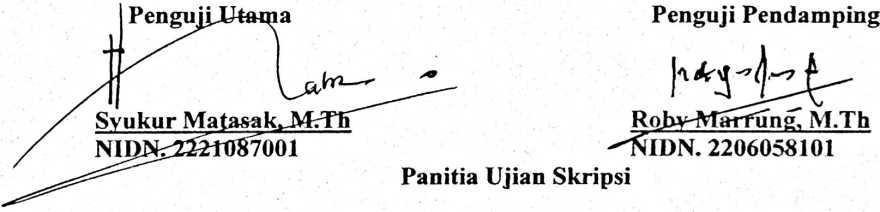 Penguji Utama Penguji Pendamping
Syukur Matasak, M.Th Roby Marrung, M.Th
NIDN. 2221087001 NIDN. 2206058101
Panitia Ujian Skripsi